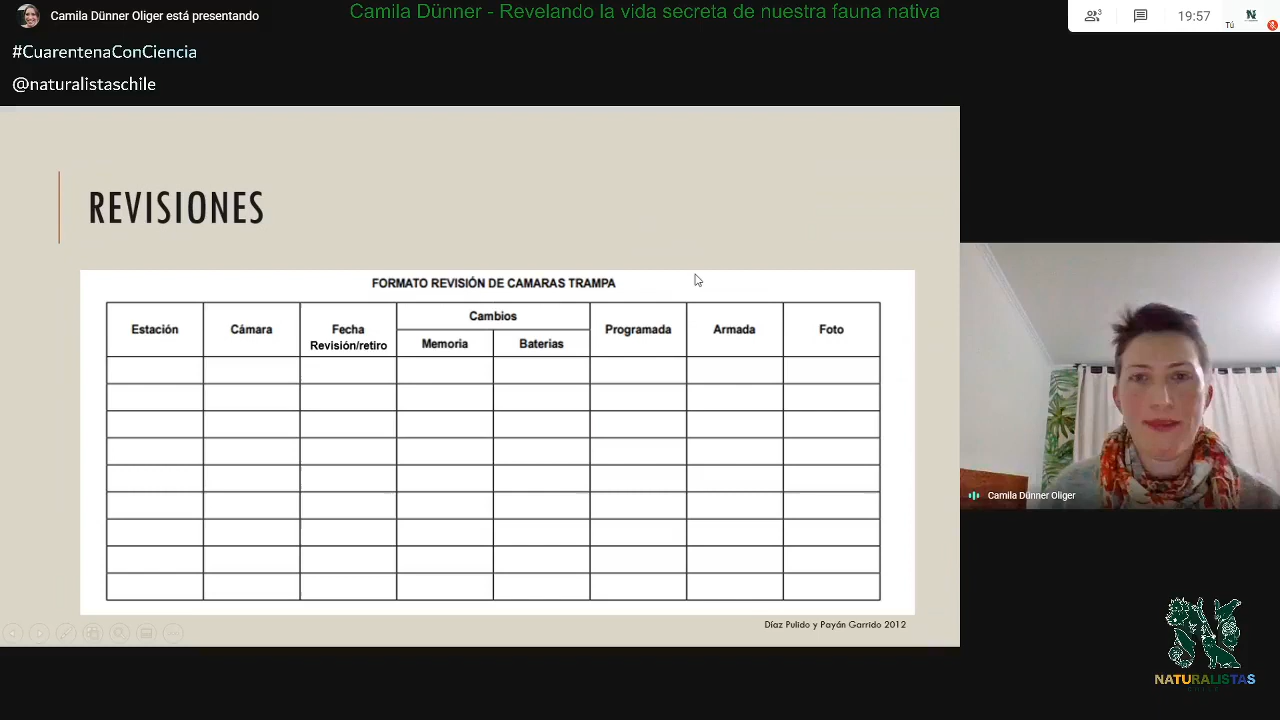 Camila Dünner Oliger está presentando
Camila Dünner - Revelando la vida secreta de nuestra fauna nativa
3
19:57
Tú
#CuarentenaConCiencia
@naturalistaschile
REVISIONES
FORMATO REVISIÓN DE CAMARAS TRAMPA
Estación
Cámara
Fecha
Revisión/retiro
Cambios
Memoria
Baterias
Programada
Armada
Foto
Díaz Pulido y Payán Garrido 2012
Camila Dünner Oliger
NATURALISTAS
CHILE